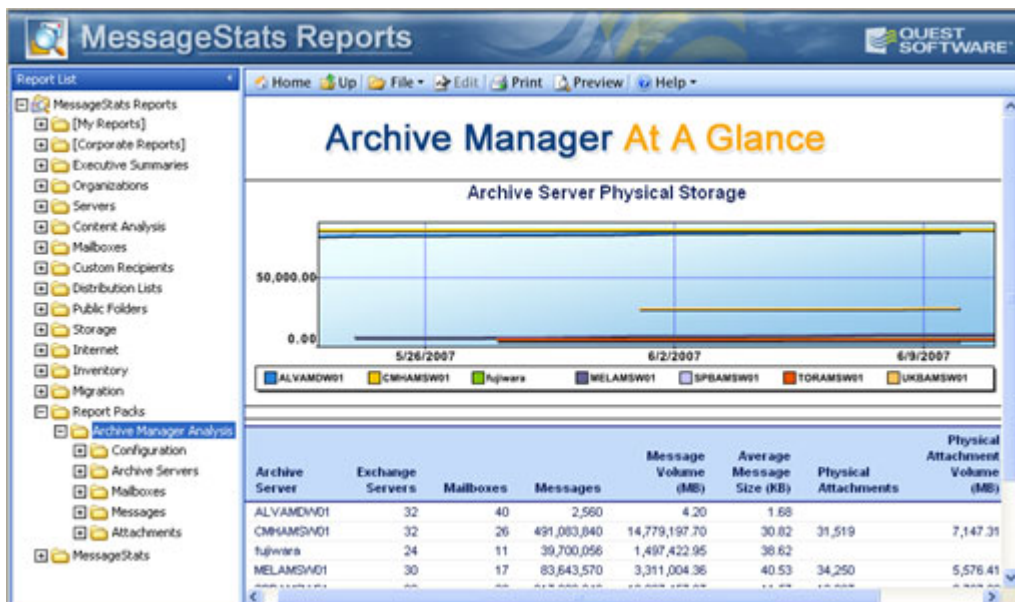 MessageStats Reports
QUEST
SOFTWARE
Report List
MessageStats Reports
[My Reports]
[Corporate Reports]
Executive Summaries
Organizations
Servers
Content Analysis
Mailboxes
Custom Recipients
Distribution Lists
Public Folders
Storage
Internet
Inventory
Migration
Report Packs
Archive Manager Analysis
Configuration
Archive Servers
Mailboxes
Messages
Attachments
MessageStats
Home Up File Edit Print Preview Help
Archive Manager At A Glance
Archive Server Physical Storage
50,000.00
0.00
5/26/2007 6/2/2007 6/9/2007
ALVAMDW01 CMHAMSW01 fujiwara MELAMSW01 SPBAMSW01 TORAMSW01 UKBAMSW01
Archive Server Exchange Servers Mailboxes Messages Message Volume (MB) Average Message Size (KB) Physical Attachments Physical Attachment Volume (MB)
ALVAMDW01 32 40 2,560 4.20 1.68
CMHAMSW01 32 26 491,083,840 14,779,197.70 30.82 31,519 7,147.31
fujiwara 24 11 39,700,056 1,497,422.95 38.62
MELAMSW01 30 17 83,643,570 3,311,004.36 40.53 34,250 5,576.41